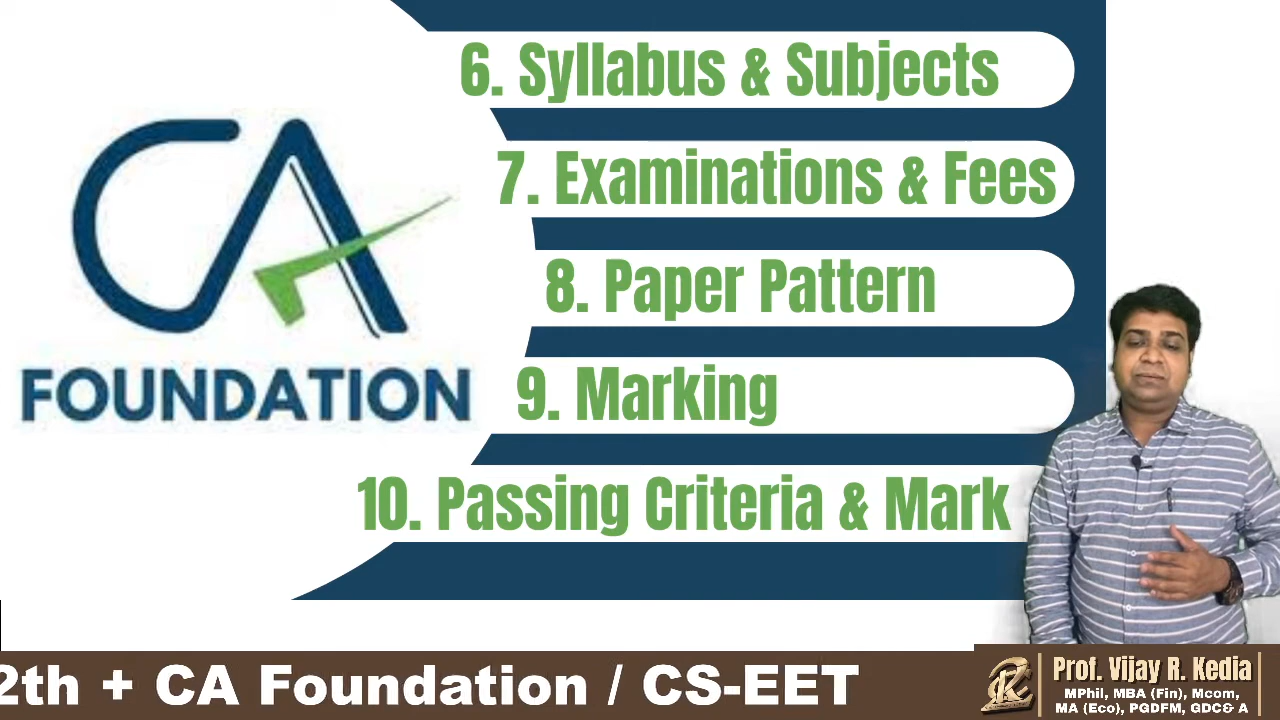 CA
FOUNDATION
6. Syllabus & Subjects
7. Examinations & Fees
8. Paper Pattern
9. Marking
10. Passing Criteria & Mark
2th + CA Foundation / CS-EET
Prof. Vijay R. Kedia
MPhil, MBA (Fin), Mcom,
MA (Eco), PGDFM, GDC& A